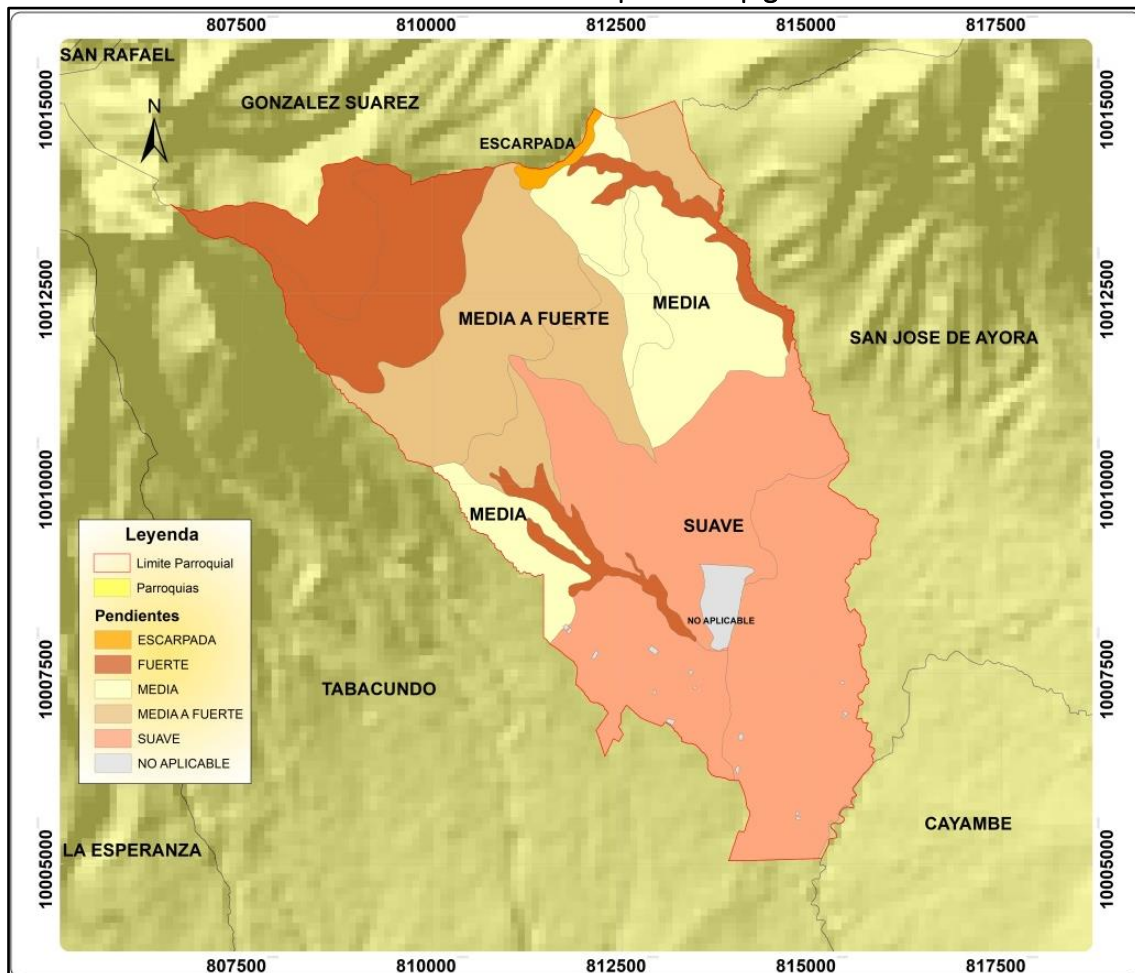 807500 810000 812500 815000 817500
SAN RAFAEL
GONZALEZ SUAREZ
N
ESCARPADA
10015000
10015000
10012500
10012500
MEDIA
MEDIA A FUERTE
SAN JOSE DE AYORA
10010000
10010000
MEDIA
SUAVE
Leyenda
Limite Parroquial
Parroquias
Pendientes
ESCARPADA
FUERTE
MEDIA
MEDIA A FUERTE
SUAVE
NO APLICABLE
NO APLICABLE
10007500
10007500
TABACUNDO
CAYAMBE
LA ESPERANZA
10005000
10005000
807500 810000 812500 815000 817500